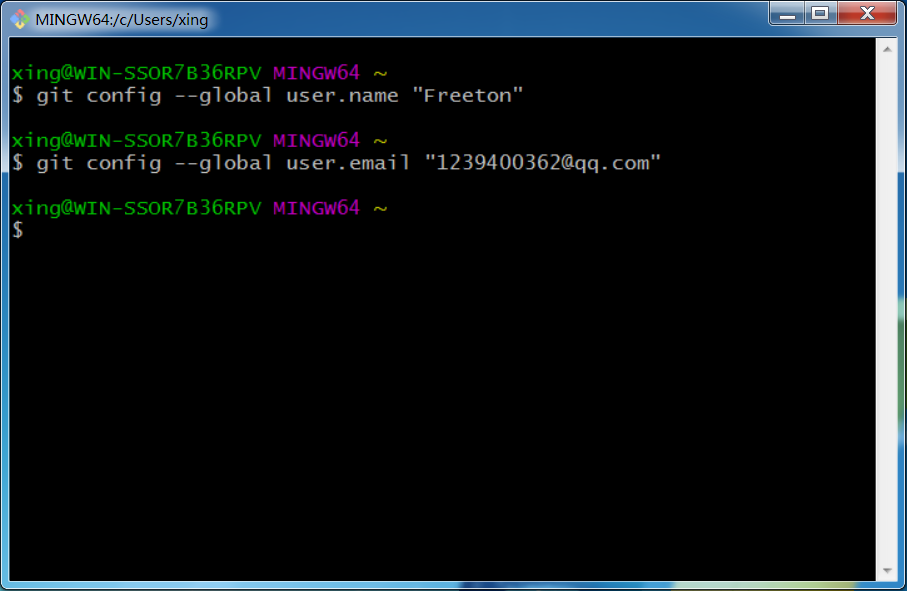 MINGW64:/c/Users/xing
xing@WIN-SSOR7B36RPV MINGW64 ~
$ git config --global user.name "Freeton"
xing@WIN-SSOR7B36RPV MINGW64 ~
$ git config --global user.email "1239400362@qq.com"
xing@WIN-SSOR7B36RPV MINGW64 ~
$